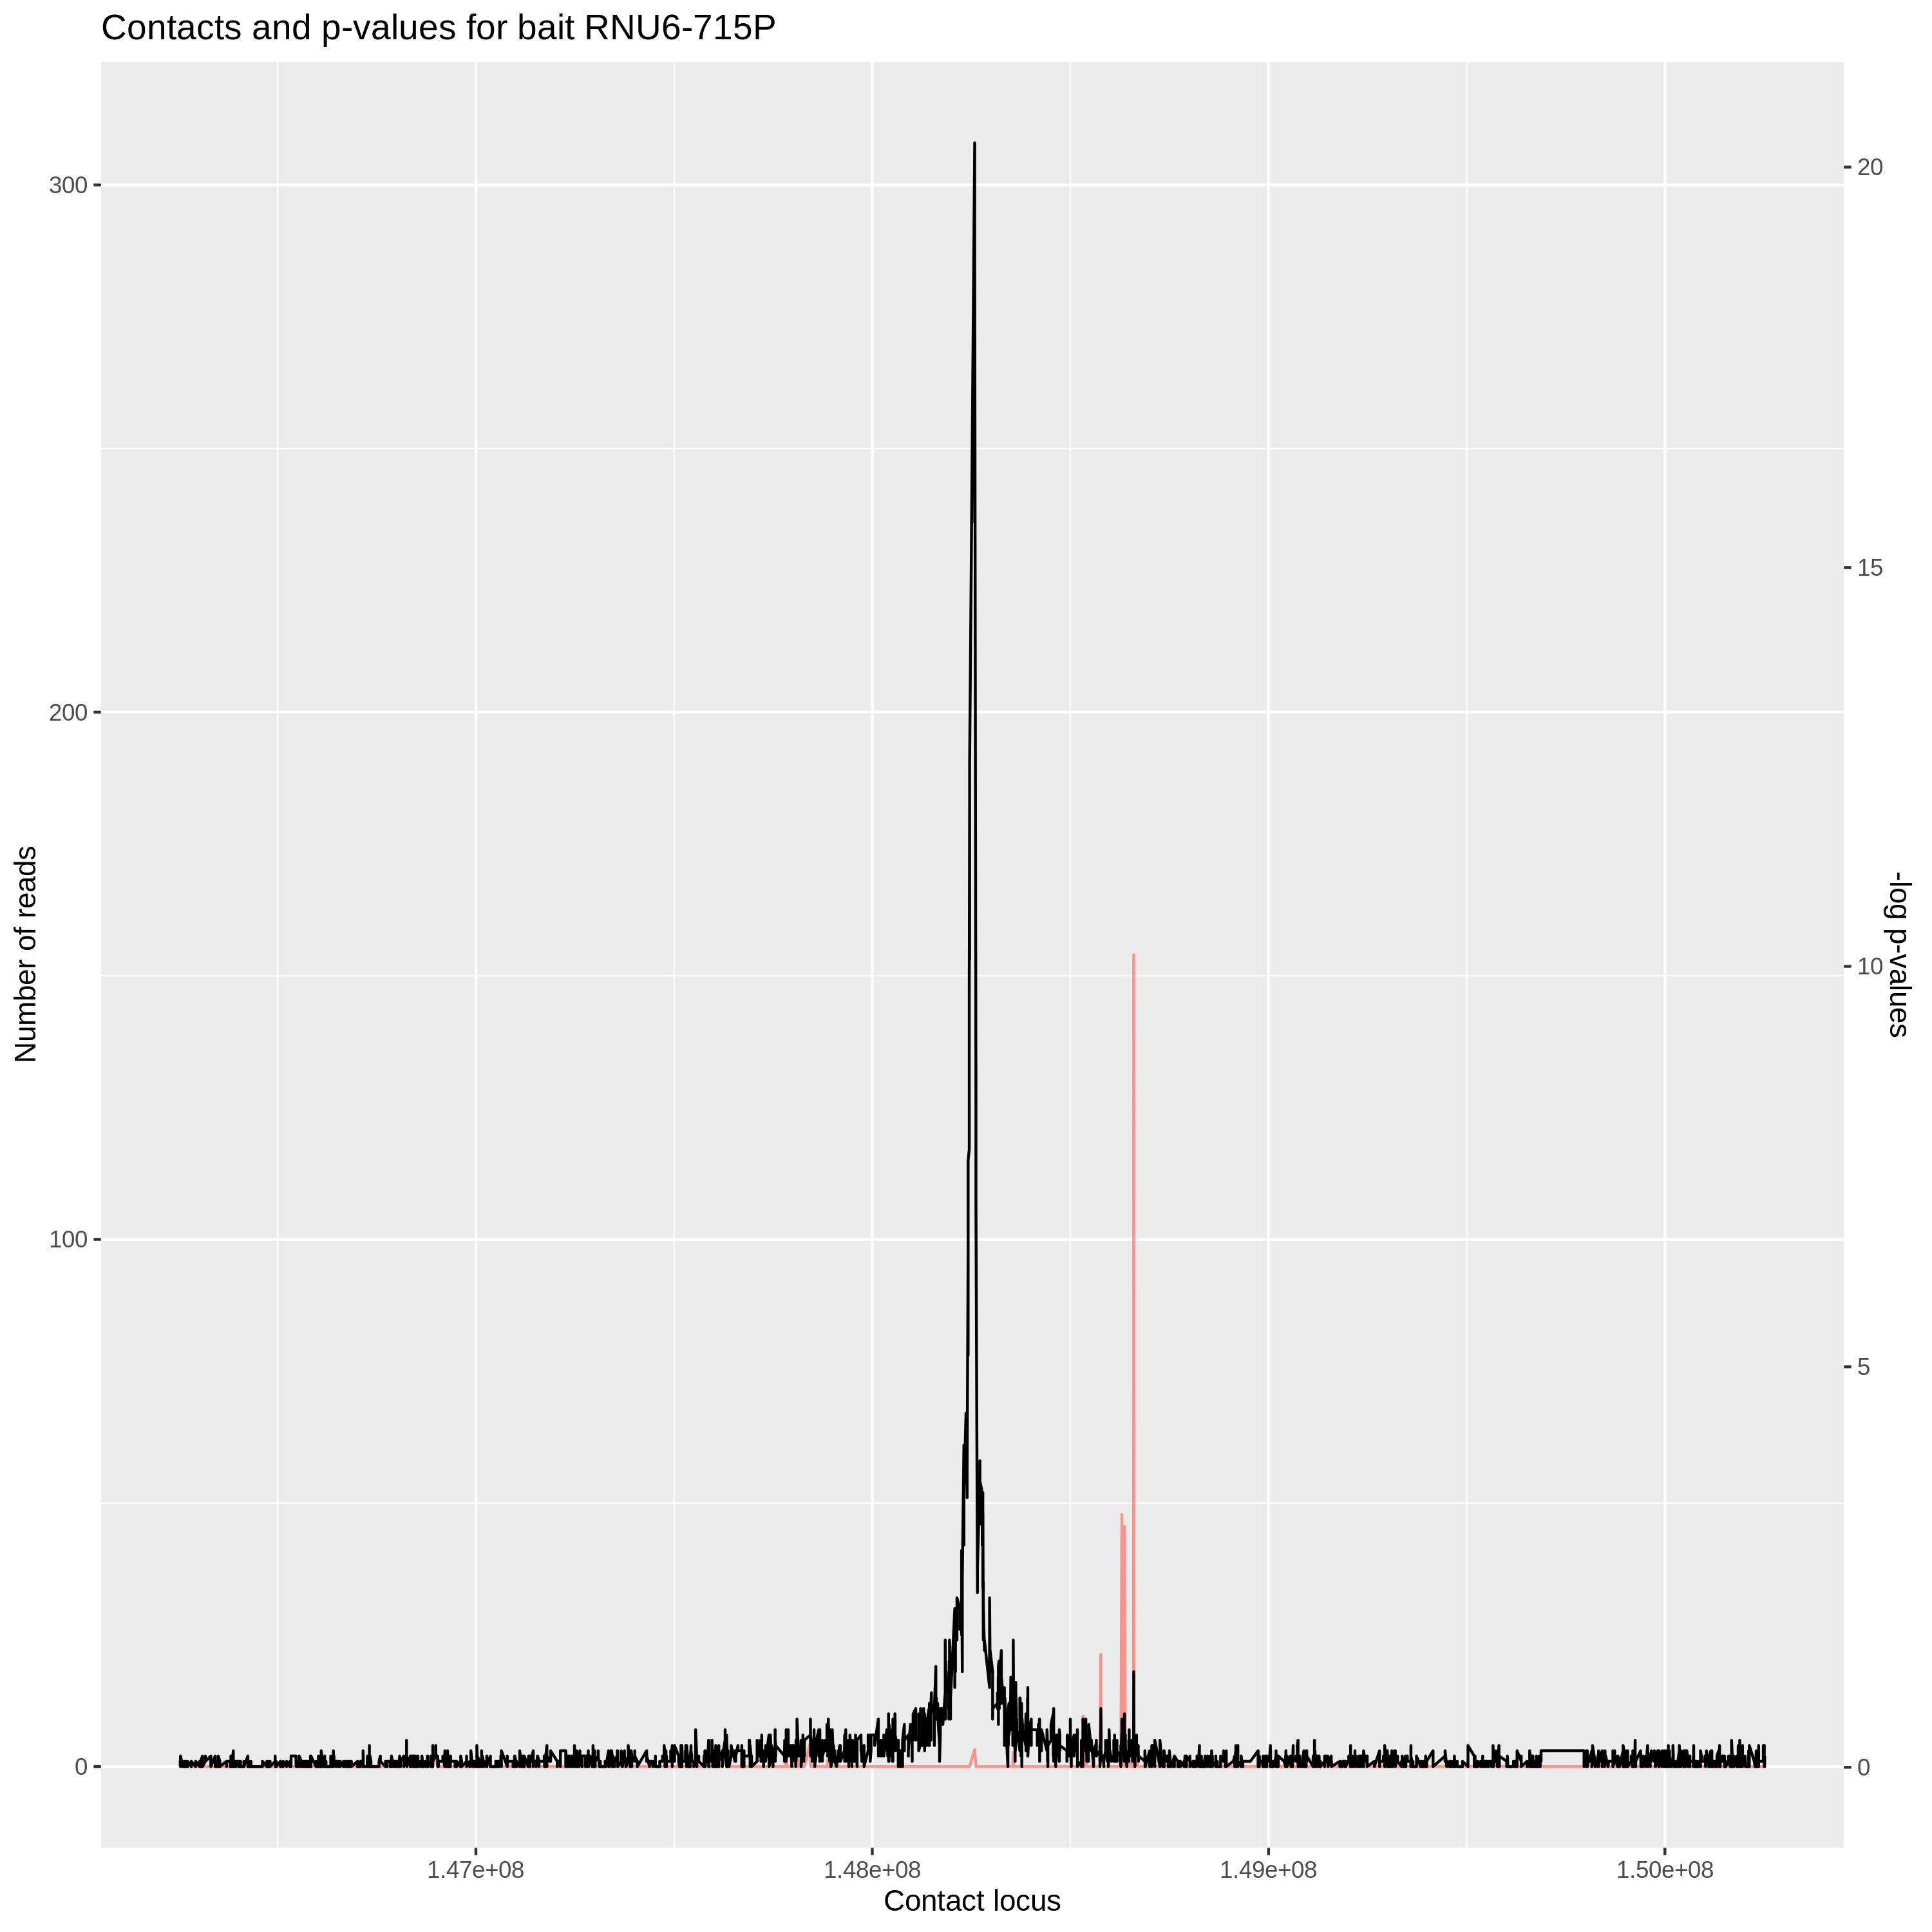 Contacts and p-values for bait RNU6-715P
300
200
100
0
Number of reads
20
15
10
5
0
-log p-values
1.47e+08
1.48e+08
1.49e+08
1.50e+08
Contact locus